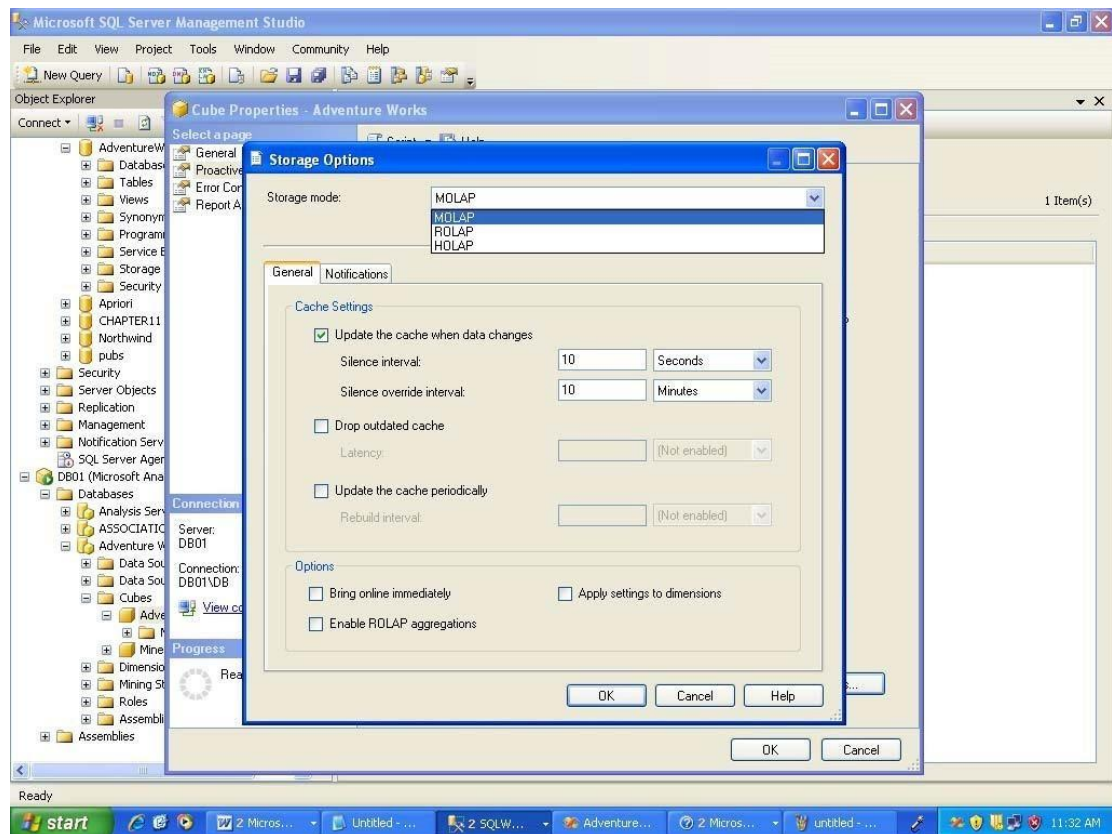 Microsoft SQL Server Management Studio
File Edit View Project Tools Window Community Help
New Query
Object Explorer
Connect
AdventureW
Databas
Tables
Views
Synonym
Programm
Service B
Storage
Security
Apriori
CHAPTER11
Northwind
pubs
Security
Server Objects
Replication
Management
Notification Serv
SQL Server Agen
DB01 (Microsoft Ana
Databases
Analysis Serv
ASSOCIATIO
Adventure W
Data Sou
Data Sou
Cubes
Adve
Mine
Dimensio
Mining St
Roles
Assembli
Assemblies
Ready
Cube Properties - Adventure Works
Select a page
General
Proactive
Error Con
Report A
Script Help
Connection
Server:
DB01
Connection:
DB01\DB
View co
Progress
Rea
1 Item(s)
Storage Options
Storage mode: MOLAP
MOLAP
ROLAP
HOLAP
General Notifications
Cache Settings
Update the cache when data changes
Silence interval: 10 Seconds
Silence override interval: 10 Minutes
Drop outdated cache
Latency: (Not enabled)
Update the cache periodically
Rebuild interval: (Not enabled)
Options
Bring online immediately Apply settings to dimensions
Enable ROLAP aggregations
OK Cancel Help
OK Cancel
start 2 Micros... Untitled - ... 2 SQLW... Adventure... 2 Micros... untitled - ... 11:32 AM